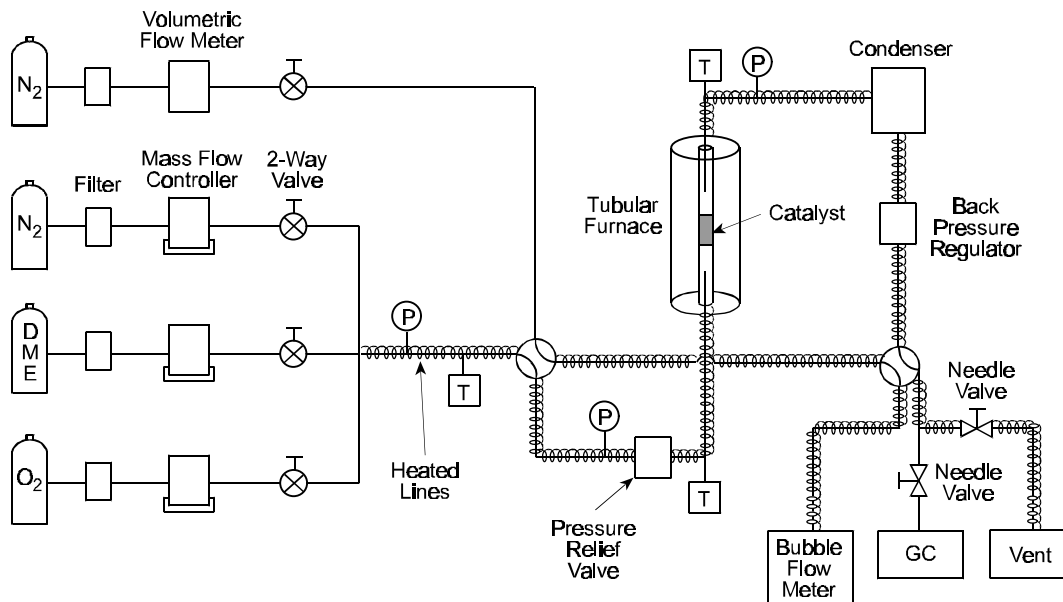 Volumetric
Flow Meter
N2
Condenser
T
P
Mass Flow
Controller
2-Way
Valve
Filter
N2
Tubular
Furnace
Catalyst
Back
Pressure
Regulator
D
M
E
P
T
Needle
Valve
P
O2
Heated
Lines
Pressure
Relief
Valve
T
Needle
Valve
Bubble
Flow
Meter
GC
Vent